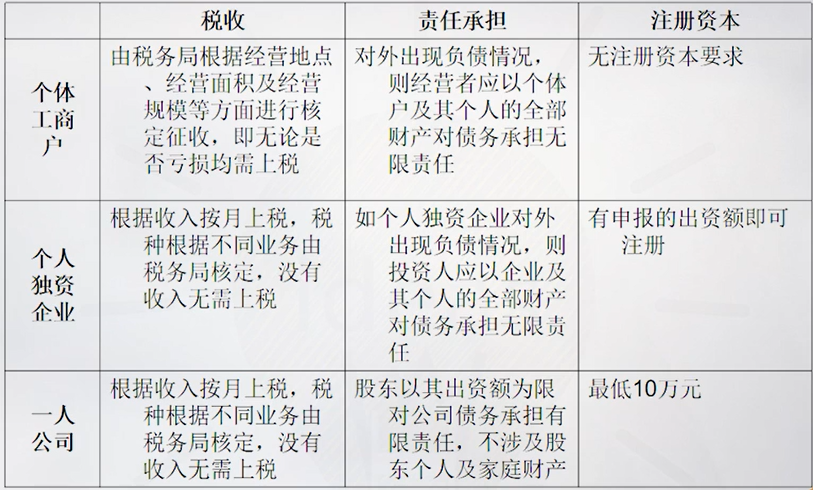 税收
责任承担
注册资本
个体
工商
户
由税务局根据经营地点
、经营面积及经营
规模等方面进行核
定征收，即无论是
否亏损均需上税
对外出现负债情况，
则经营者应以个体
户及其个人的全部
财产对债务承担无
限责任
无注册资本要求
个人
独资
企业
根据收入按月上税，税
种根据不同业务由
税务局核定，没有
收入无需上税
如个人独资企业对外
出现负债情况，则
投资人应以企业及
其个人的全部财产
对债务承担无限责
任
有申报的出资额即可
注册
一人
公司
根据收入按月上税，税
种根据不同业务由
税务局核定，没有
收入无需上税
股东以其出资额为限
对公司债务承担有
限责任，不涉及股
东个人及家庭财产
最低10万元